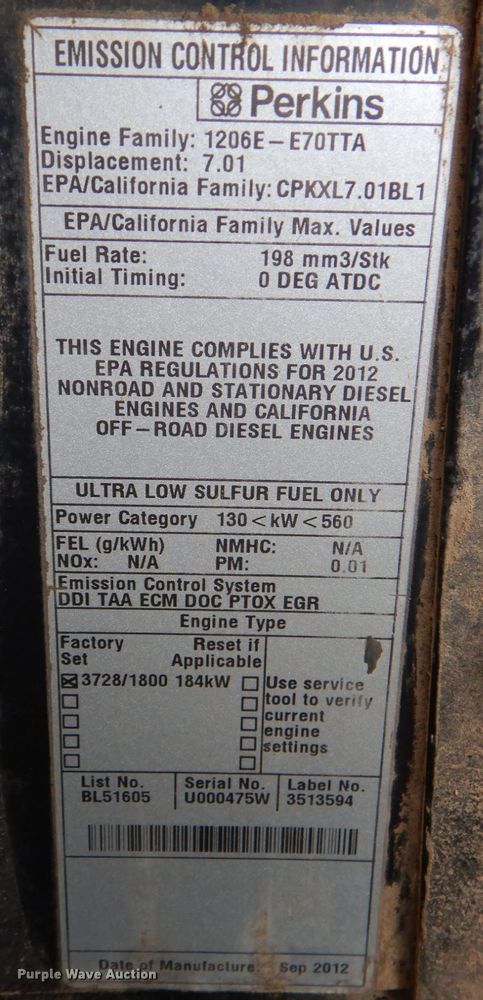 EMISSION CONTROL INFORMATION
Perkins
Engine Family: 1206E-E70TTA
Displacement: 7.01
EPA/California Family: CPKXL7.01BL1
EPA/California Family Max. Values
Fuel Rate: 198 mm3/Stk
Initial Timing: 0 DEG ATDC
THIS ENGINE COMPLIES WITH U.S.
EPA REGULATIONS FOR 2012
NONROAD AND STATIONARY DIESEL
ENGINES AND CALIFORNIA
OFF-ROAD DIESEL ENGINES
ULTRA LOW SULFUR FUEL ONLY
Power Category 130<kW<560
FEL (g/kWh) NMHC: N/A
NOx: N/A PM: 0.01
Emission Control System
DDI TAA ECM DOC PTOX EGR
Engine Type
Factory Reset if
Set Applicable
3728/1800 184kW Use service
tool to verify
current
engine
settings
List No. Serial No. Label No.
BL51605 U000475W 3513594
Date of Manufacture: Sep 2012
Purple Wave Auction